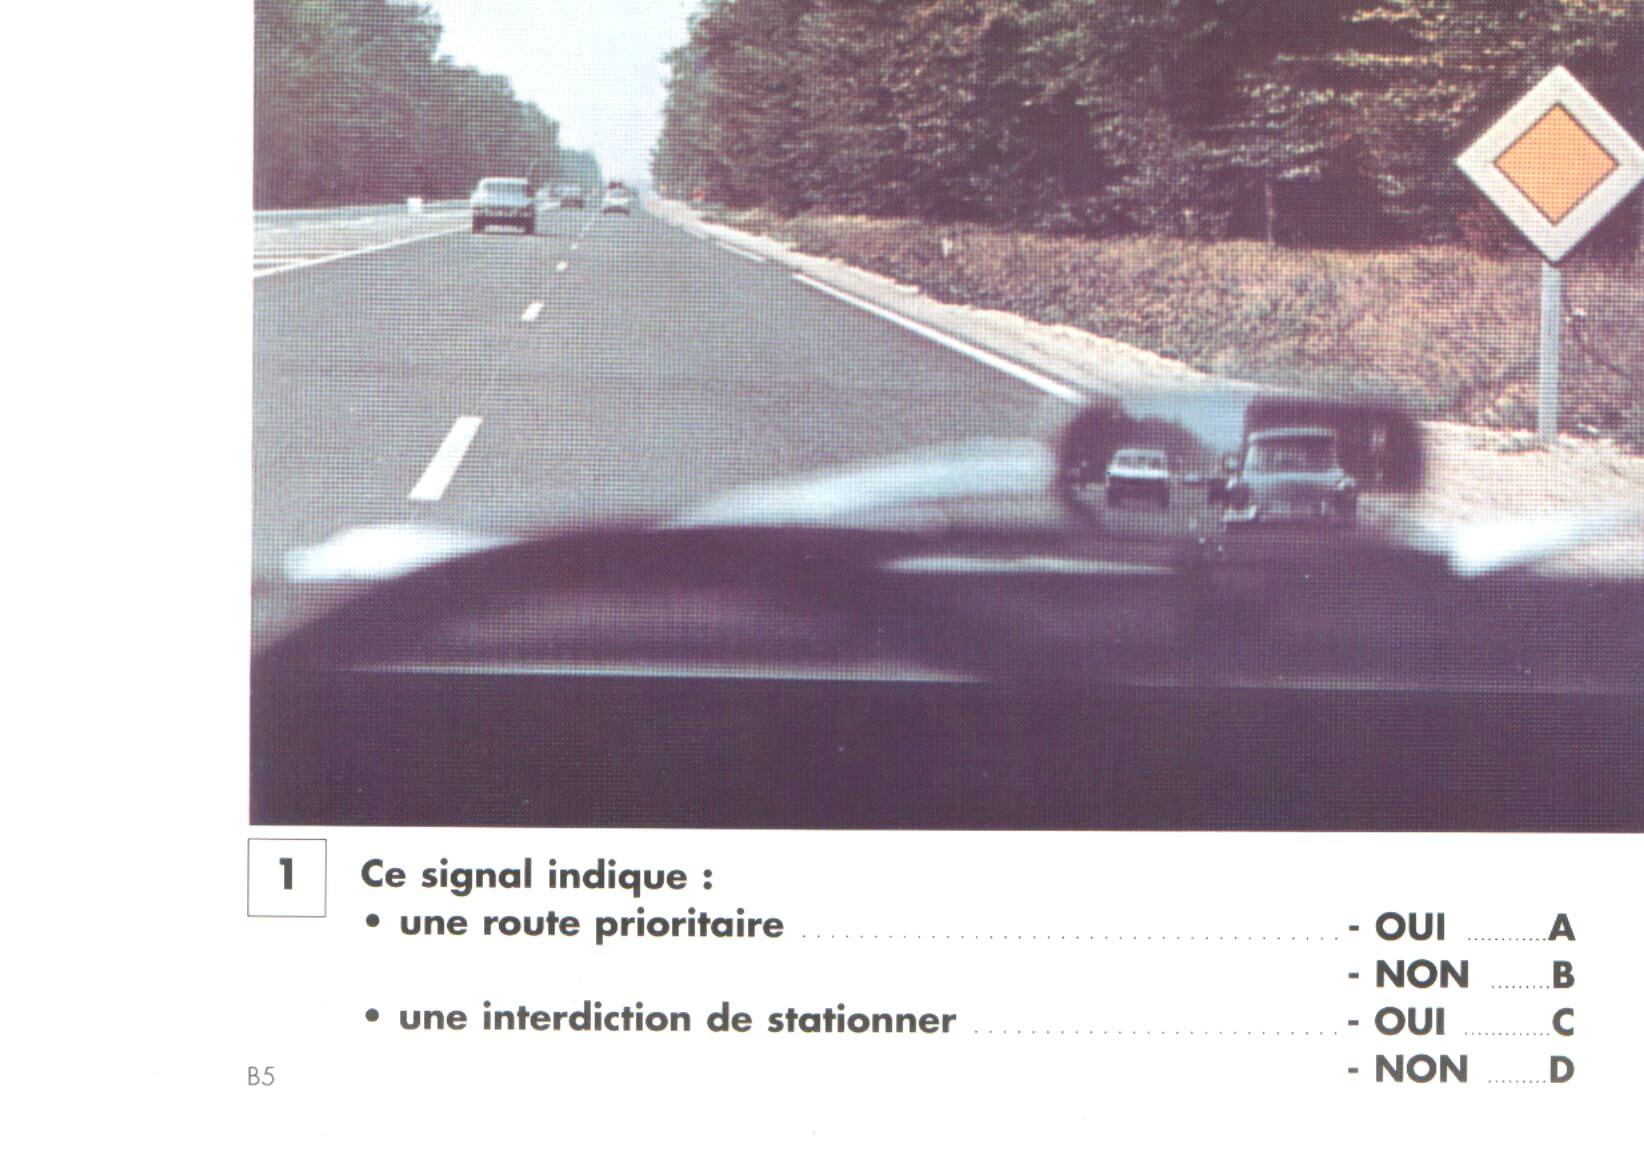 1 Ce signal indique :
• une route prioritaire - OUI A
- NON B
• une interdiction de stationner - OUI C
- NON D
B5